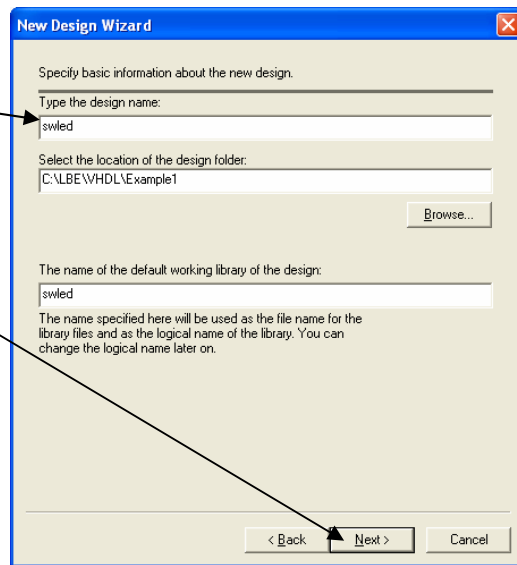 New Design Wizard
Specify basic information about the new design.
Type the design name:
swled
Select the location of the design folder:
C:\LBE\VHDL\Example1
Browse...
The name of the default working library of the design:
swled
The name specified here will be used as the file name for the
library files and as the logical name of the library. You can
change the logical name later on.
< Back
Next >
Cancel